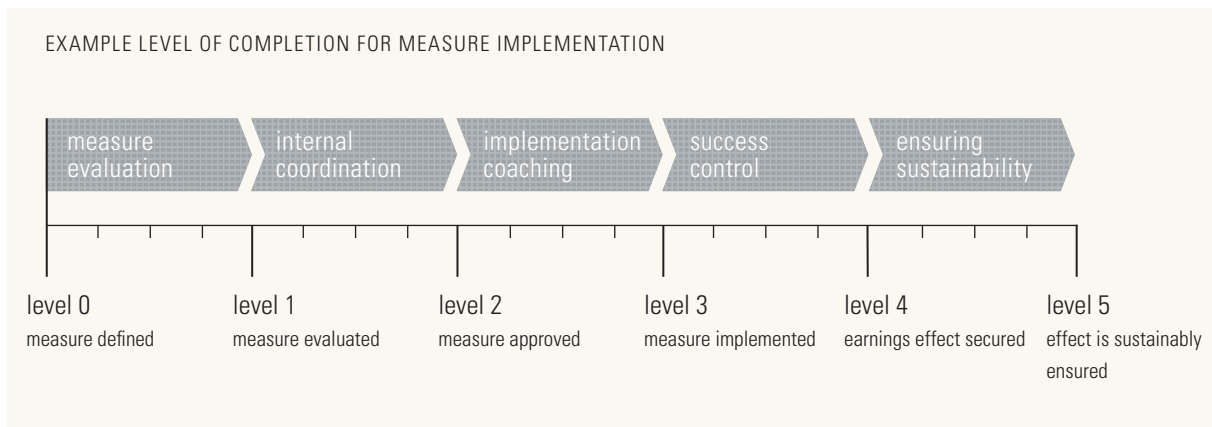 EXAMPLE LEVEL OF COMPLETION FOR MEASURE IMPLEMENTATION
measure
evaluation
internal
coordination
implementation
coaching
success
control
ensuring
sustainability
level 0
measure defined
level 1
measure evaluated
level 2
measure approved
level 3
measure implemented
level 4
earnings effect secured
level 5
effect is sustainably
ensured